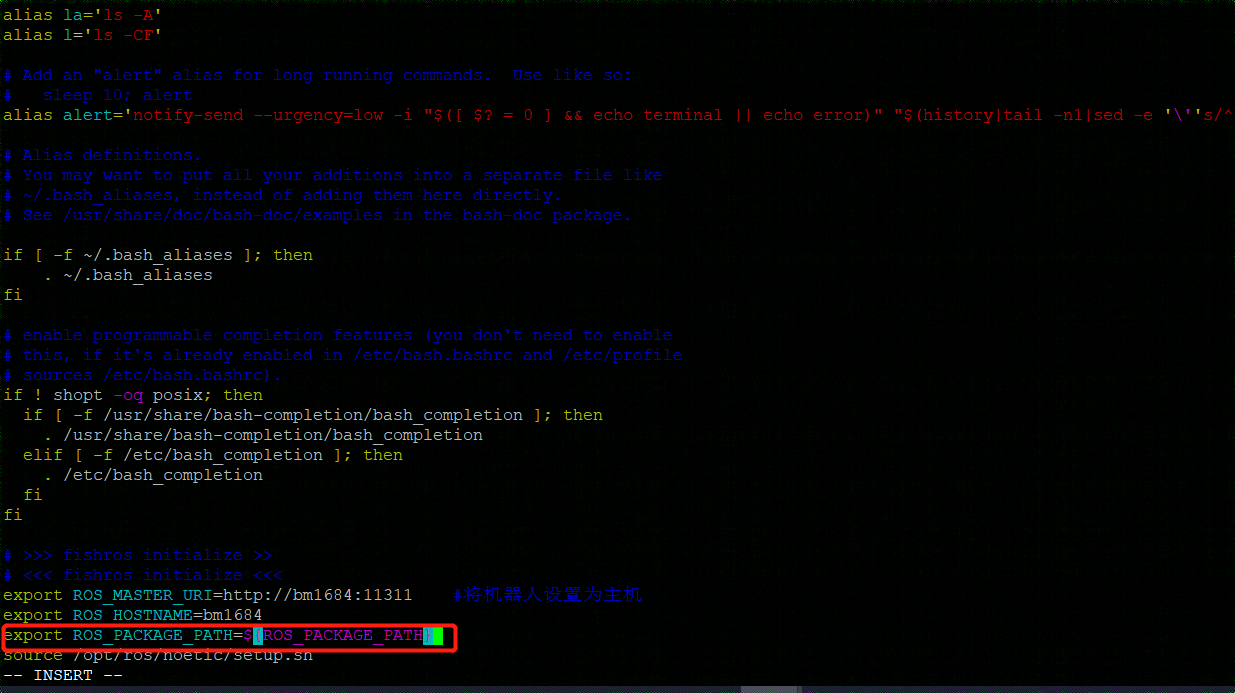 alias la='ls -A'
alias l='ls -CF'
# Add an "alert" alias for long running commands.  Use like so:
#   sleep 10; alert
alias alert='notify-send --urgency=low -i "$([ $? = 0 ] && echo terminal || echo error)" "$(history|tail -n1|sed -e '\''s/^
# Alias definitions.
# You may want to put all your additions into a separate file like
# ~/.bash_aliases, instead of adding them here directly.
# See /usr/share/doc/bash-doc/examples in the bash-doc package.
if [ -f ~/.bash_aliases ]; then
    . ~/.bash_aliases
fi
# enable programmable completion features (you don't need to enable
# this, if it's already enabled in /etc/bash.bashrc and /etc/profile
# sources /etc/bash.bashrc).
if ! shopt -oq posix; then
  if [ -f /usr/share/bash-completion/bash_completion ]; then
    . /usr/share/bash-completion/bash_completion
  elif [ -f /etc/bash_completion ]; then
    . /etc/bash_completion
  fi
fi
# >>> fishros initialize >>
# <<< fishros initialize <<<
export ROS_MASTER_URI=http://bm1684:11311    #将机器人设置为主机
export ROS_HOSTNAME=bm1684
export ROS_PACKAGE_PATH=${ROS_PACKAGE_PATH}
source /opt/ros/noetic/setup.sh
-- INSERT --